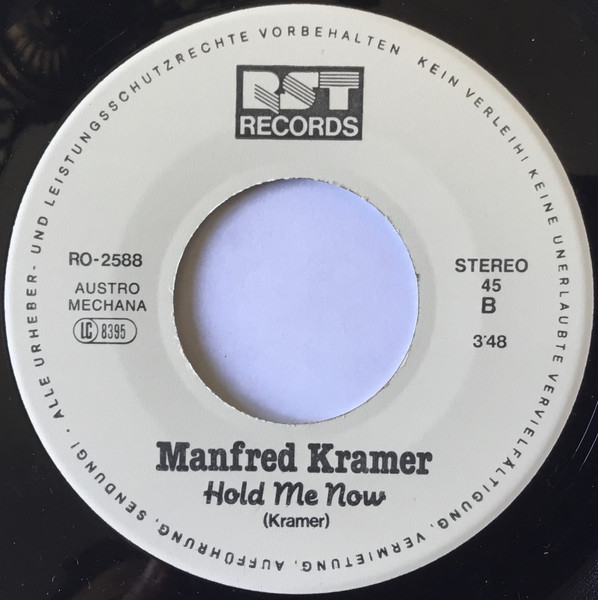 ALLE URHEBER- UND LEISTUNGSSCHUTZRECHTE VORBEHALTEN KEIN VERLEIH! KEINE UNERLAUBTE VERVIELFÄLTIGUNG, VERMIETUNG, AUFFÜHRUNG, SENDUNG! ·
RST
RECORDS
RO-2588
AUSTRO
MECHANA
LC 8395
STEREO
45
B
3'48
Manfred Kramer
Hold Me Now
(Kramer)